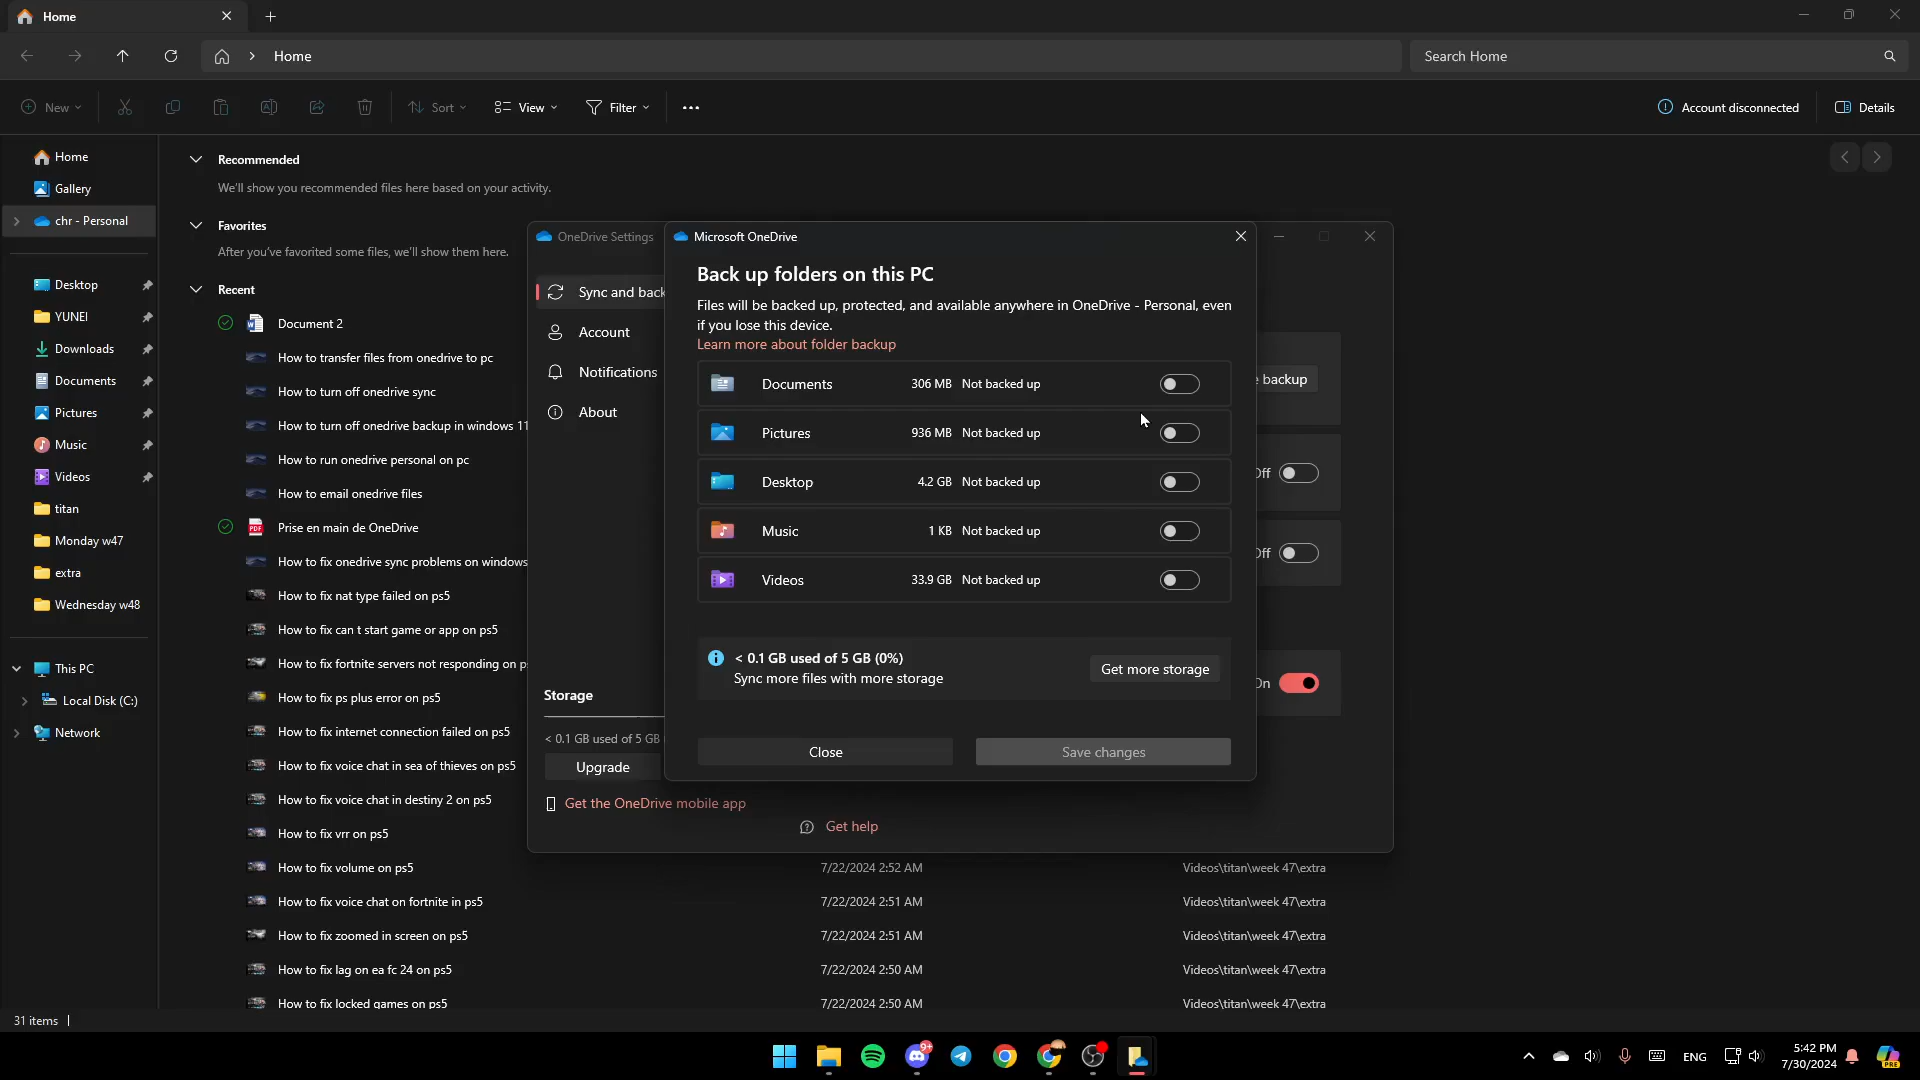 Home
Home
Search Home
New
Sort
View
Filter
Account disconnected
Details
Home
Gallery
chr - Personal
Desktop
YUNEI
Downloads
Documents
Pictures
Music
Videos
titan
Monday w47
extra
Wednesday w48
This PC
Local Disk (C:)
Network
Recommended
We'll show you recommended files here based on your activity.
Favorites
After you've favorited some files, we'll show them here.
Recent
Document 2
How to transfer files from onedrive to pc
How to turn off onedrive sync
How to turn off onedrive backup in windows 11
How to run onedrive personal on pc
How to email onedrive files
PDF
Prise en main de OneDrive
How to fix onedrive sync problems on windows
How to fix nat type failed on ps5
How to fix can t start game or app on ps5
How to fix fortnite servers not responding on p
How to fix ps plus error on ps5
How to fix internet connection failed on ps5
How to fix voice chat in sea of thieves on ps5
How to fix voice chat in destiny 2 on ps5
How to fix vrr on ps5
How to fix volume on ps5 7/22/2024 2:52 AM Videos\titan\week 47\extra
How to fix voice chat on fortnite in ps5 7/22/2024 2:51 AM Videos\titan\week 47\extra
How to fix zoomed in screen on ps5 7/22/2024 2:51 AM Videos\titan\week 47\extra
How to fix lag on ea fc 24 on ps5 7/22/2024 2:50 AM Videos\titan\week 47\extra
How to fix locked games on ps5 7/22/2024 2:50 AM Videos\titan\week 47\extra
OneDrive Settings
Sync and back
Account
Notifications
About
Storage
< 0.1 GB used of 5 GB
Upgrade
Get the OneDrive mobile app
Get help
backup
Off
Off
On
Microsoft OneDrive
Back up folders on this PC
Files will be backed up, protected, and available anywhere in OneDrive - Personal, even
if you lose this device.
Learn more about folder backup
Documents 306 MB Not backed up
Pictures 936 MB Not backed up
Desktop 4.2 GB Not backed up
Music 1 KB Not backed up
Videos 33.9 GB Not backed up
< 0.1 GB used of 5 GB (0%)
Sync more files with more storage
Get more storage
Close
Save changes
31 items
9+
ENG
5:42 PM
7/30/2024
PRE